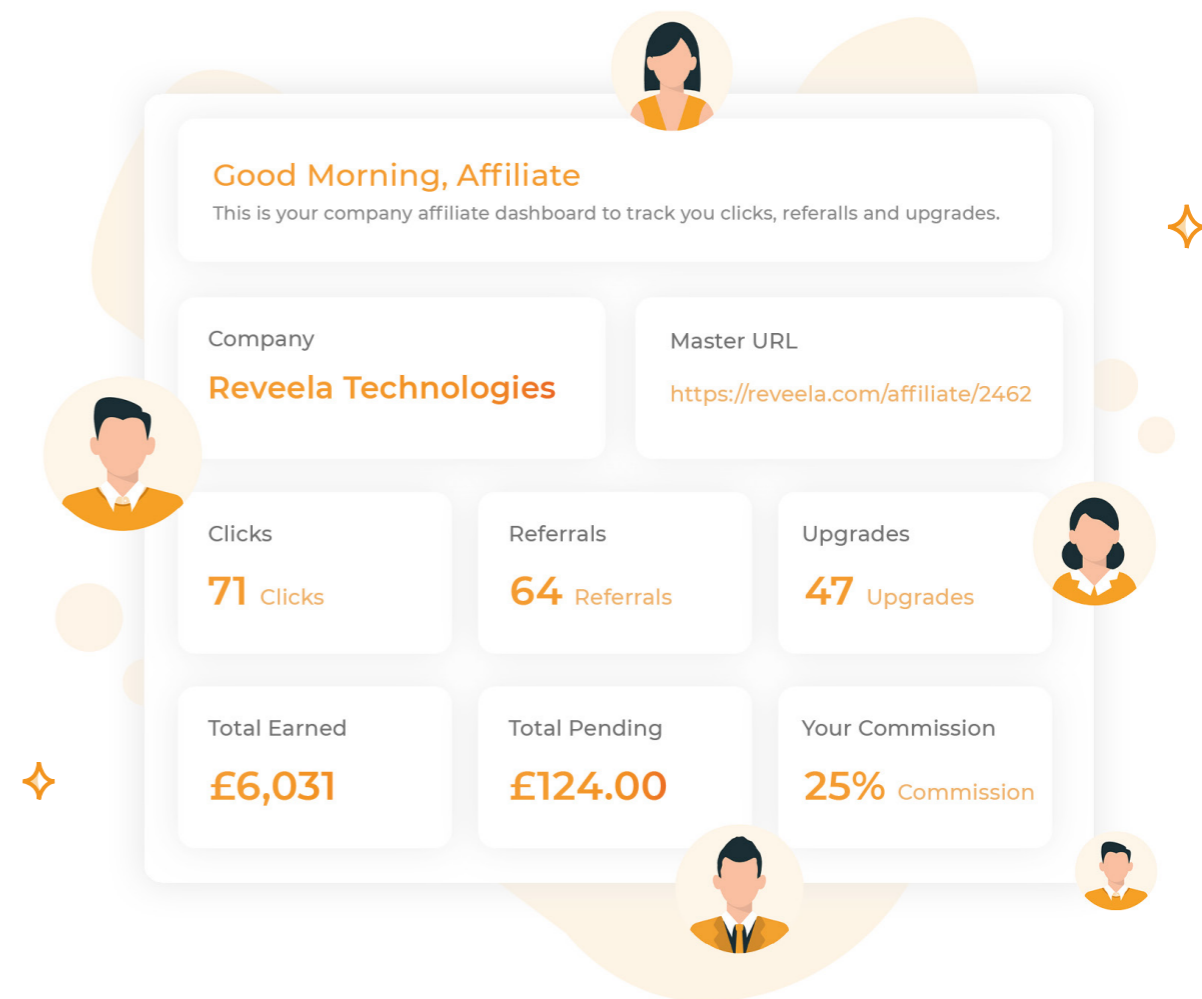 Good Morning, Affiliate
This is your company affiliate dashboard to track you clicks, referalls and upgrades.
Company
Reveela Technologies
Master URL
https://reveela.com/affiliate/2462
Clicks
71 Clicks
Referrals
64 Referrals
Upgrades
47 Upgrades
Total Earned
£6,031
Total Pending
£124.00
Your Commission
25% Commission